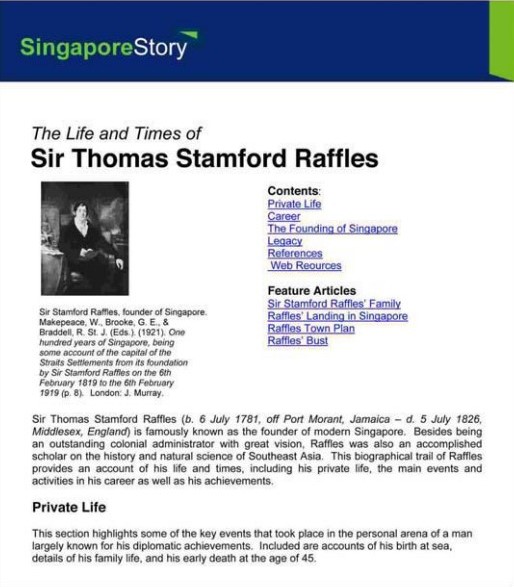 SingaporeStory
The Life and Times of
Sir Thomas Stamford Raffles
Contents:
Private Life
Career
The Founding of Singapore
Legacy
References
Web Reources
Feature Articles
Sir Stamford Raffles' Family
Raffles' Landing in Singapore
Raffles Town Plan
Raffles' Bust
Sir Stamford Raffles, founder of Singapore.
Makepeace, W., Brooke, G. E., &
Braddell, R. St. J. (Eds.). (1921). One
hundred years of Singapore, being
some account of the capital of the
Straits Settlements from its foundation
by Sir Stamford Raffles on the 6th
February 1819 to the 6th February
1919 (p. 8). London: J. Murray.
Sir Thomas Stamford Raffles (b. 6 July 1781, off Port Morant, Jamaica – d. 5 July 1826,
Middlesex, England) is famously known as the founder of modern Singapore. Besides being
an outstanding colonial administrator with great vision, Raffles was also an accomplished
scholar on the history and natural science of Southeast Asia. This biographical trail of Raffles
provides an account of his life and times, including his private life, the main events and
activities in his career as well as his achievements.
Private Life
This section highlights some of the key events that took place in the personal arena of a man
largely known for his diplomatic achievements. Included are accounts of his birth at sea,
details of his family life, and his early death at the age of 45.